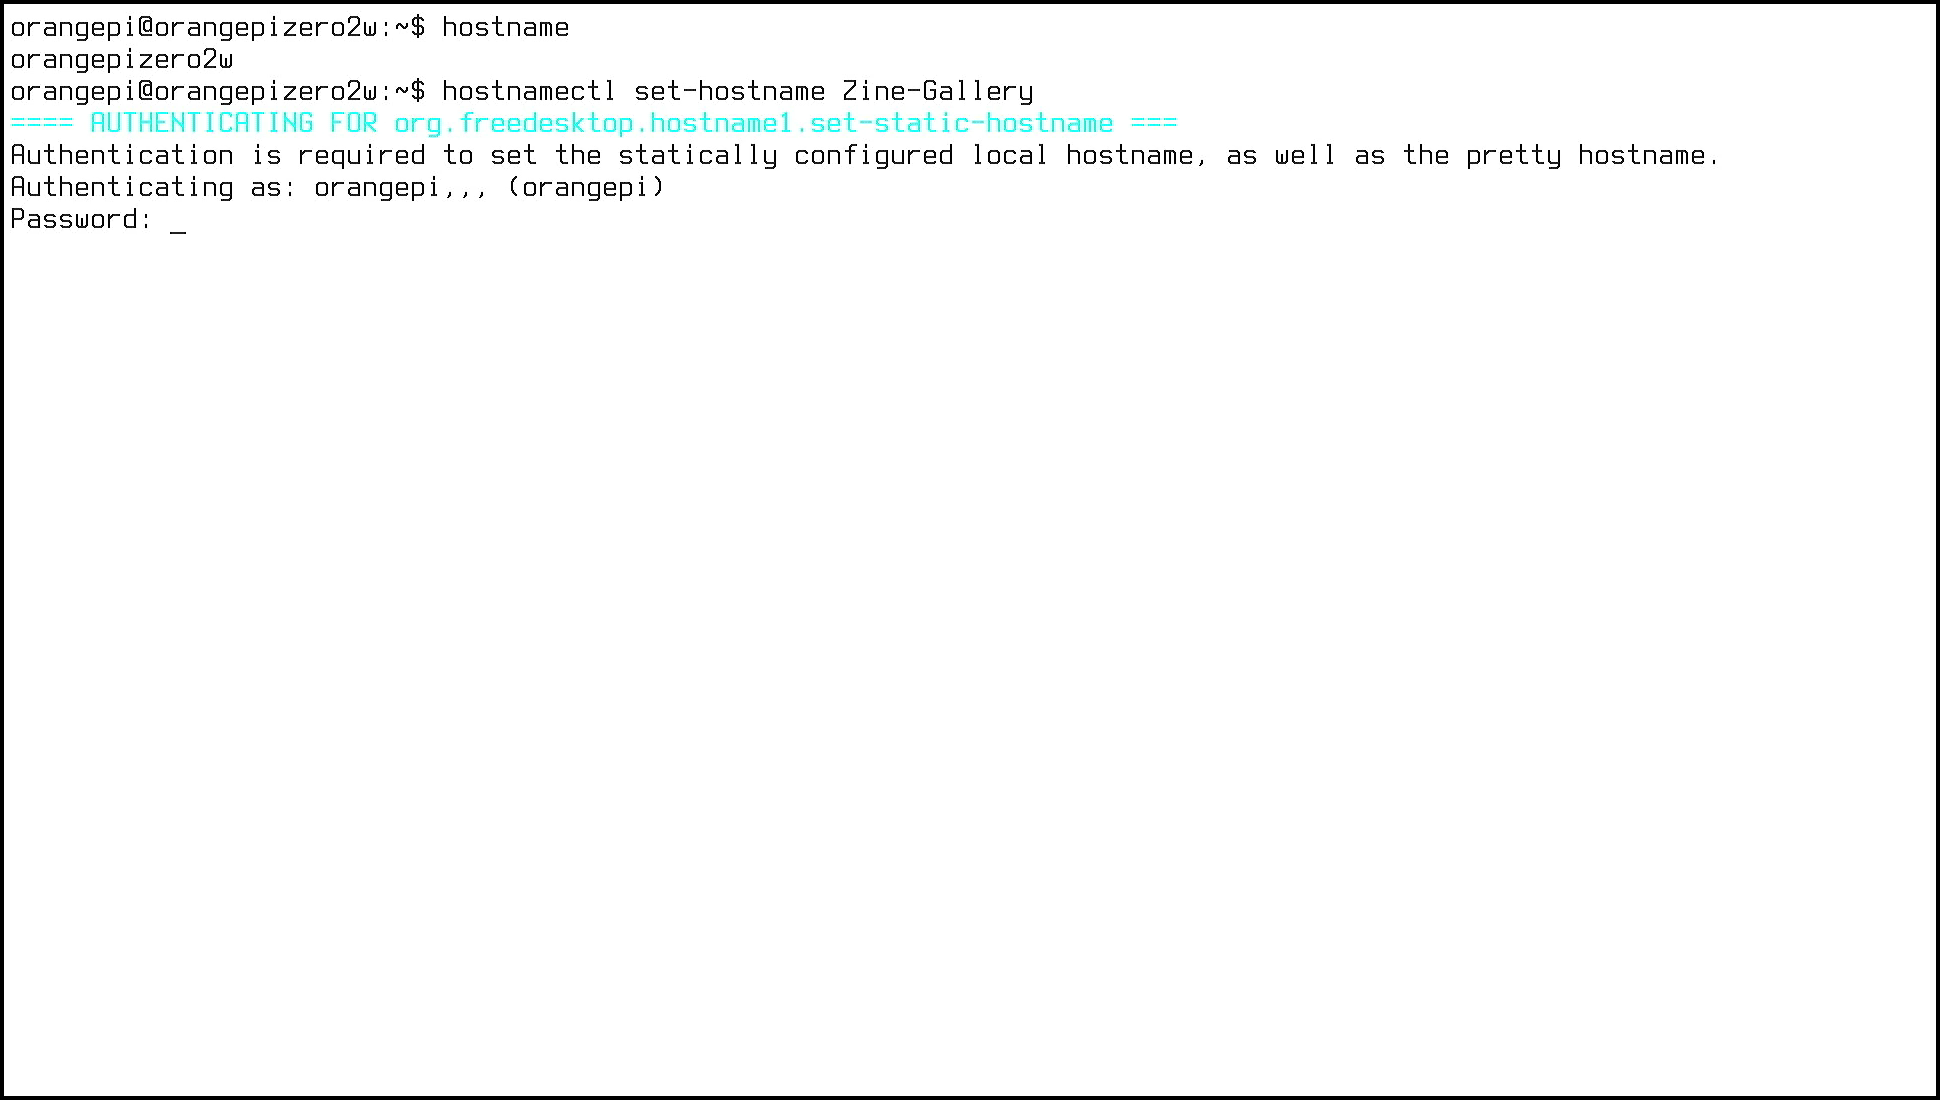 orangepi@orangepizero2w:~$ hostname
orangepizero2w
orangepi@orangepizero2w:~$ hostnamectl set-hostname Zine-Gallery
==== AUTHENTICATING FOR org.freedesktop.hostname1.set-static-hostname ===
Authentication is required to set the statically configured local hostname, as well as the pretty hostname.
Authenticating as: orangepi,,, (orangepi)
Password: _